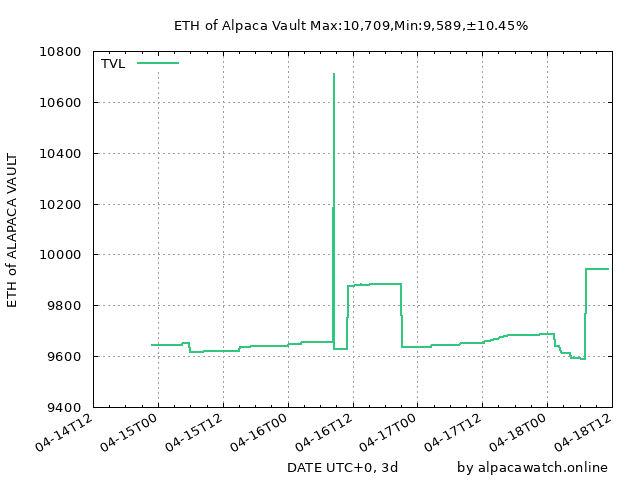 ETH of Alpaca Vault Max:10,709,Min:9,589,±10.45%
TVL
10800
10600
10400
10200
10000
9800
9600
9400
ETH of ALAPACA VAULT
04-14T12
04-15T00
04-15T12
04-16T00
04-16T12
04-17T00
04-17T12
04-18T00
04-18T12
DATE UTC+0, 3d
by alpacawatch.online